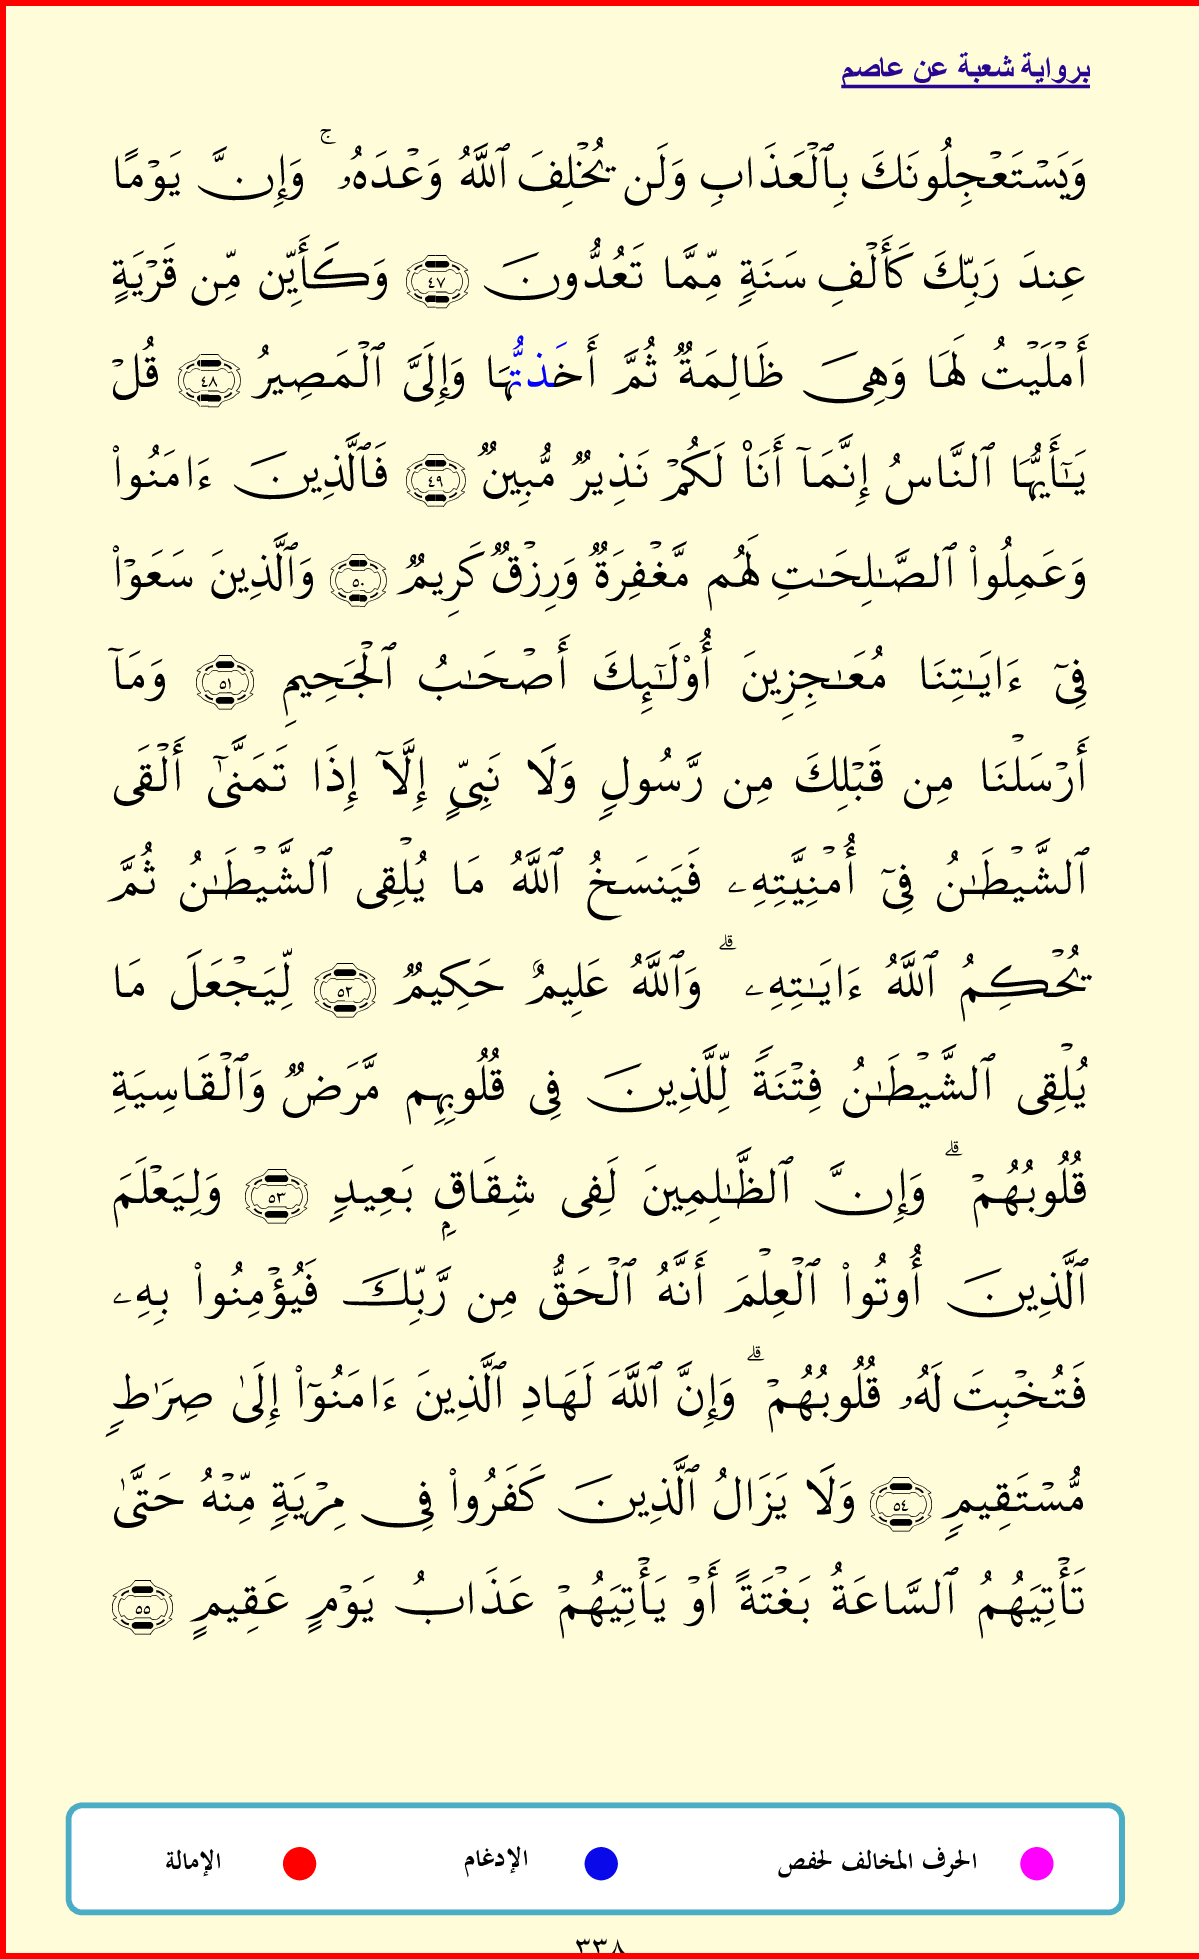 برواية شعبة عن عاصم
وَيَسۡتَعۡجِلُونَكَ بِٱلۡعَذَابِ وَلَن يُخۡلِفَ ٱللَّهُ وَعۡدَهُۥۚ وَإِنَّ يَوۡمًا
عِندَ رَبِّكَ كَأَلۡفِ سَنَةٖ مِّمَّا تَعُدُّونَ ٤٧ وَكَأَيِّن مِّن قَرۡيَةٍ
أَمۡلَيۡتُ لَهَا وَهِيَ ظَالِمَةٞ ثُمَّ أَخَذتُّهَا وَإِلَيَّ ٱلۡمَصِيرُ ٤٨ قُلۡ
يَٰٓأَيُّهَا ٱلنَّاسُ إِنَّمَآ أَنَا۠ لَكُمۡ نَذِيرٞ مُّبِينٞ ٤٩ فَٱلَّذِينَ ءَامَنُواْ
وَعَمِلُواْ ٱلصَّٰلِحَٰتِ لَهُم مَّغۡفِرَةٞ وَرِزۡقٞ كَرِيمٞ ٥٠ وَٱلَّذِينَ سَعَوۡاْ
فِيٓ ءَايَٰتِنَا مُعَٰجِزِينَ أُوْلَٰٓئِكَ أَصۡحَٰبُ ٱلۡجَحِيمِ ٥١ وَمَآ
أَرۡسَلۡنَا مِن قَبۡلِكَ مِن رَّسُولٖ وَلَا نَبِيٍّ إِلَّآ إِذَا تَمَنَّىٰٓ أَلۡقَى
ٱلشَّيۡطَٰنُ فِيٓ أُمۡنِيَّتِهِۦ فَيَنسَخُ ٱللَّهُ مَا يُلۡقِي ٱلشَّيۡطَٰنُ ثُمَّ
يُحۡكِمُ ٱللَّهُ ءَايَٰتِهِۦۗ وَٱللَّهُ عَلِيمٌ حَكِيمٞ ٥٢ لِّيَجۡعَلَ مَا
يُلۡقِي ٱلشَّيۡطَٰنُ فِتۡنَةٗ لِّلَّذِينَ فِي قُلُوبِهِم مَّرَضٞ وَٱلۡقَاسِيَةِ
قُلُوبُهُمۡۗ وَإِنَّ ٱلظَّٰلِمِينَ لَفِي شِقَاقِۭ بَعِيدٖ ٥٣ وَلِيَعۡلَمَ
ٱلَّذِينَ أُوتُواْ ٱلۡعِلۡمَ أَنَّهُ ٱلۡحَقُّ مِن رَّبِّكَ فَيُؤۡمِنُواْ بِهِۦ
فَتُخۡبِتَ لَهُۥ قُلُوبُهُمۡۗ وَإِنَّ ٱللَّهَ لَهَادِ ٱلَّذِينَ ءَامَنُوٓاْ إِلَىٰ صِرَٰطٖ
مُّسۡتَقِيمٖ ٥٤ وَلَا يَزَالُ ٱلَّذِينَ كَفَرُواْ فِي مِرۡيَةٖ مِّنۡهُ حَتَّىٰ
تَأۡتِيَهُمُ ٱلسَّاعَةُ بَغۡتَةً أَوۡ يَأۡتِيَهُمۡ عَذَابُ يَوۡمٍ عَقِيمٍ ٥٥
الحرف المخالف لحفص الإدغام الإمالة
٣٣٨